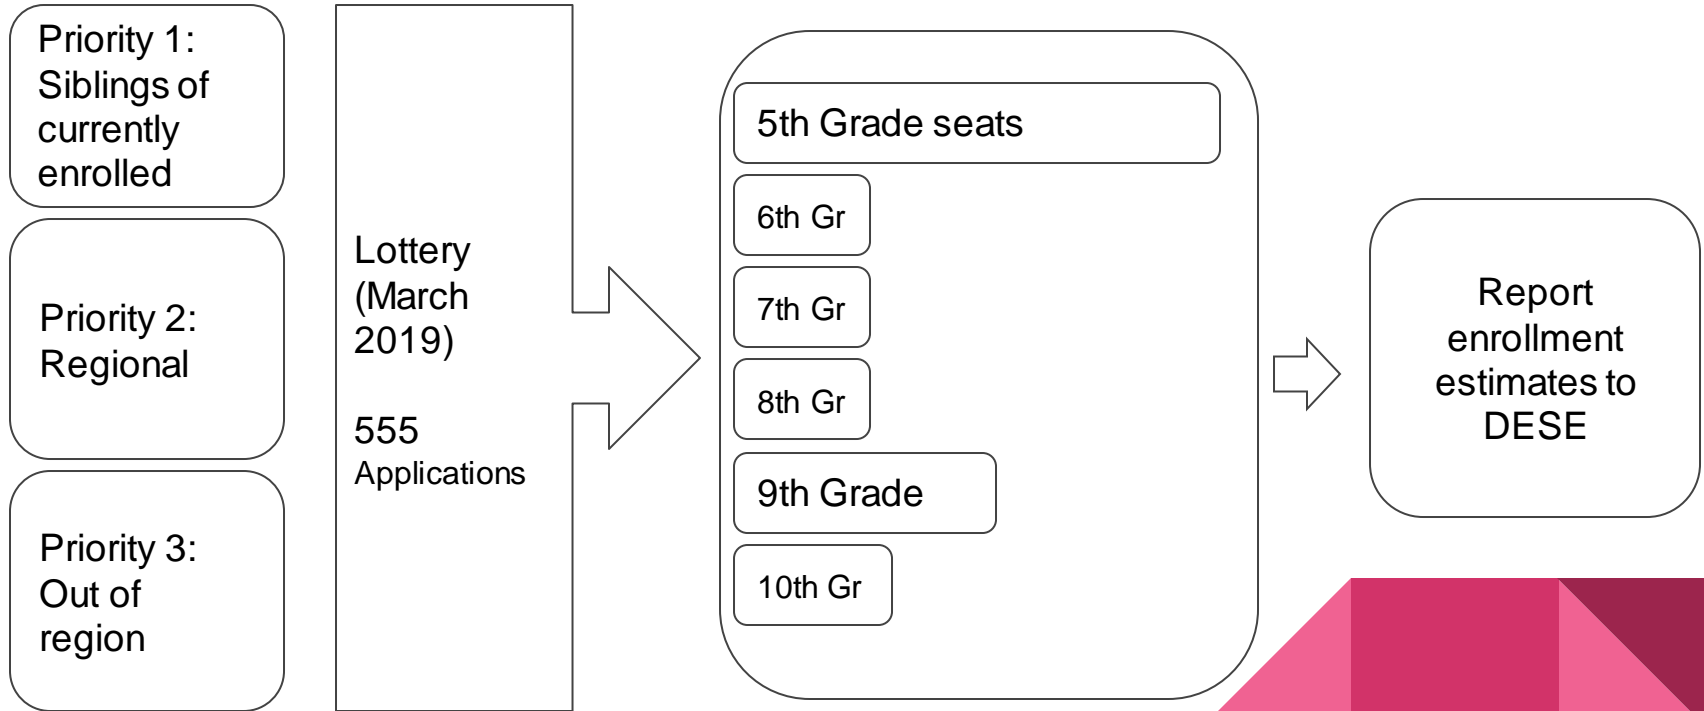 Priority 1:
Siblings of
currently
enrolled
Priority 2:
Regional
Priority 3:
Out of
region
Lottery
(March
2019)
555
Applications
5th Grade seats
6th Gr
7th Gr
8th Gr
9th Grade
10th Gr
Report
enrollment
estimates to
DESE